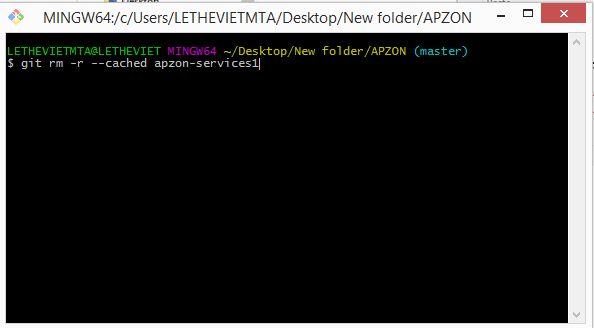 MINGW64:/c/Users/LETHEVIETMTA/Desktop/New folder/APZON
LETHEVIETMTA@LETHEVIET MINGW64 ~/Desktop/New folder/APZON (master)
$ git rm -r --cached apzon-services1